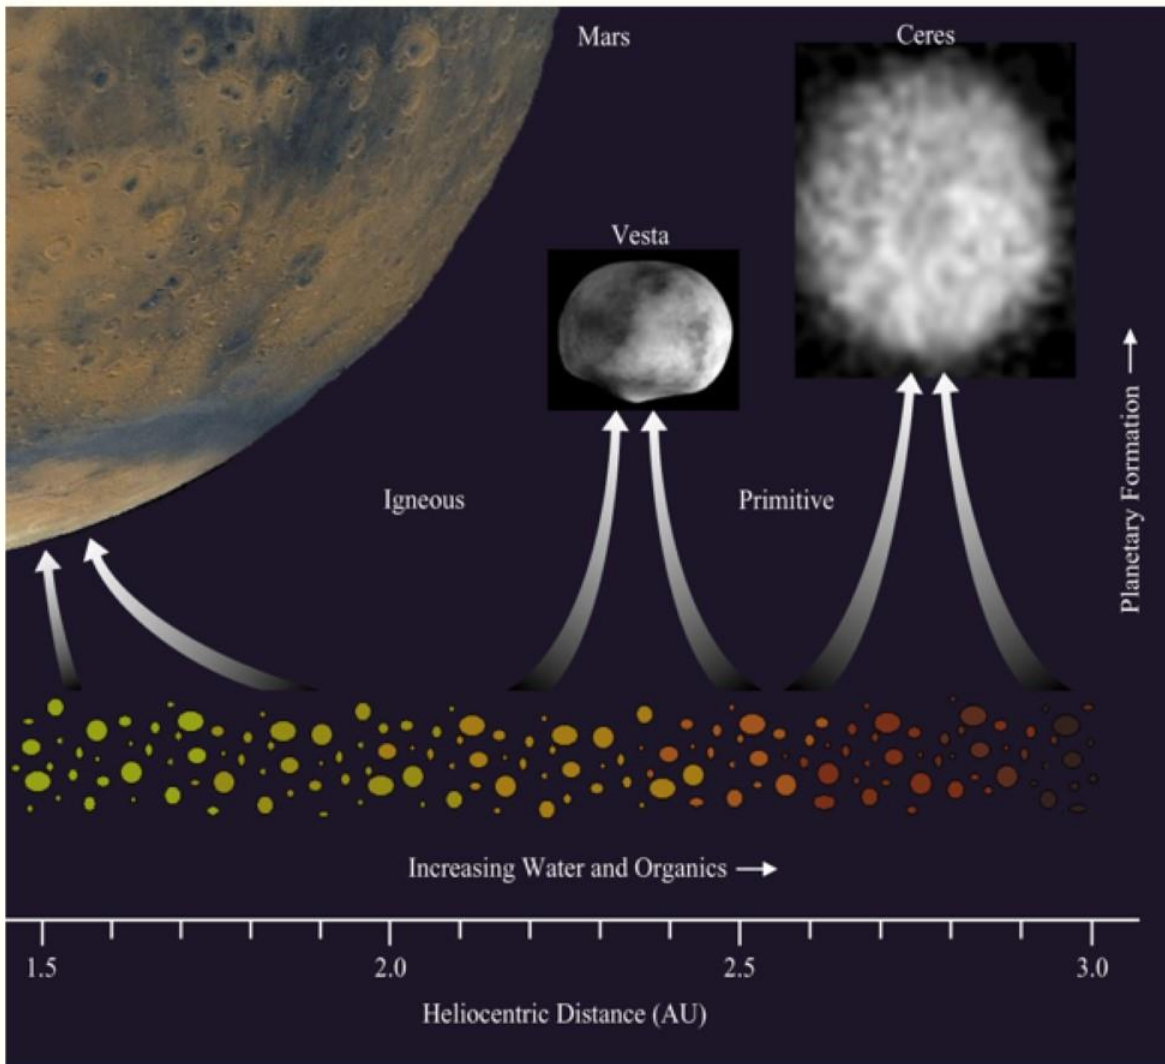 Mars
Ceres
Vesta
Igneous
Primitive
Planetary Formation →
Increasing Water and Organics →
1.5
2.0
2.5
3.0
Heliocentric Distance (AU)